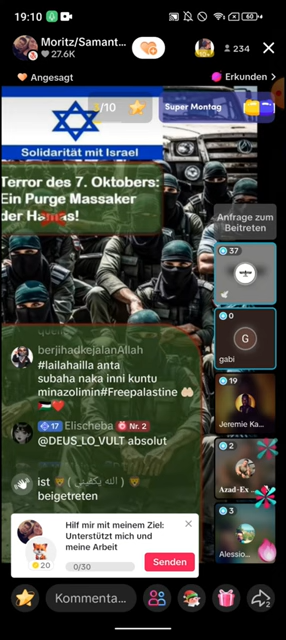 19:10
60
Moritz/Samant...
27.6K
234
Angesagt
Erkunden >
/10
Super Montag
Solidarität mit Israel
Terror des 7. Oktobers:
Ein Purge Massaker
der Hamas!
Anfrage zum
Beitreten
37
0
G
gabi
19
Jeremie Ka...
2
Azad-Ex
3
Alessio...
berjihadkejalanAllah
#lailahailla anta
subaha naka inni kuntu
minazolimin#Freepalastine
17 Elischeba Nr. 2
@DEUS_LO_VULT absolut
ist
beigetreten
Hilf mir mit meinem Ziel:
Unterstützt mich und
meine Arbeit
20
0/30
Senden
Kommenta...
2